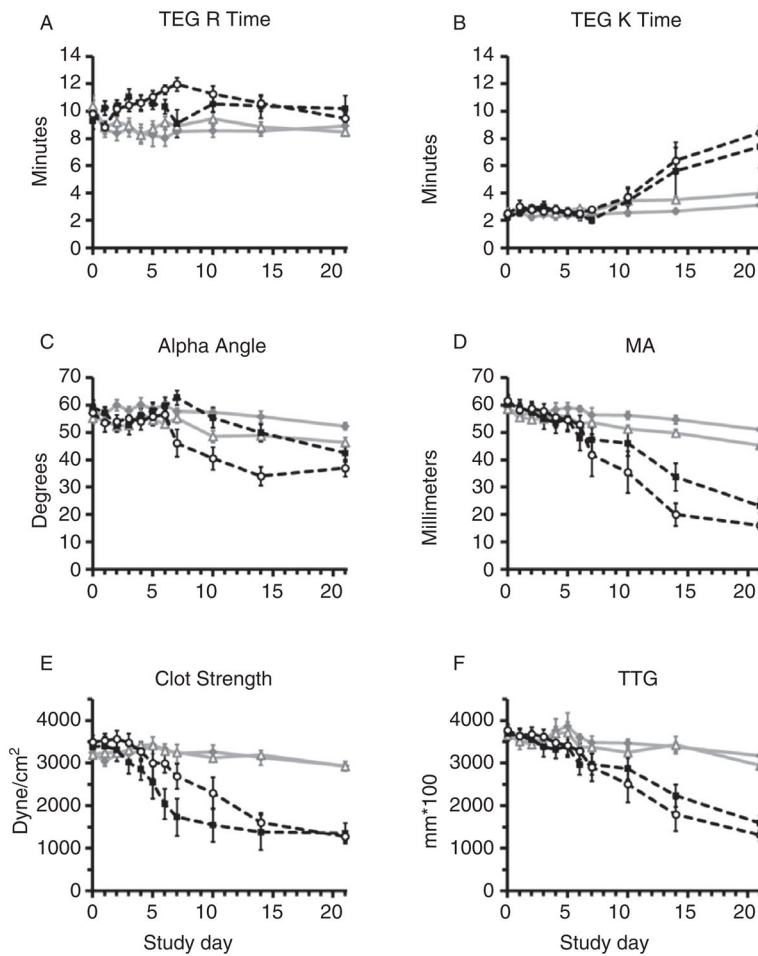 A
TEG R Time
14
12
10
8
6
4
2
0
Minutes
0 5 10 15 20
B
TEG K Time
14
12
10
8
6
4
2
0
Minutes
0 5 10 15 20
C
Alpha Angle
70
60
50
40
30
20
10
0
Degrees
0 5 10 15 20
D
MA
70
60
50
40
30
20
10
0
Millimeters
0 5 10 15 20
E
Clot Strength
4000
3000
2000
1000
0
Dyne/cm²
0 5 10 15 20
Study day
F
TTG
4000
3000
2000
1000
0
mm*100
0 5 10 15 20
Study day